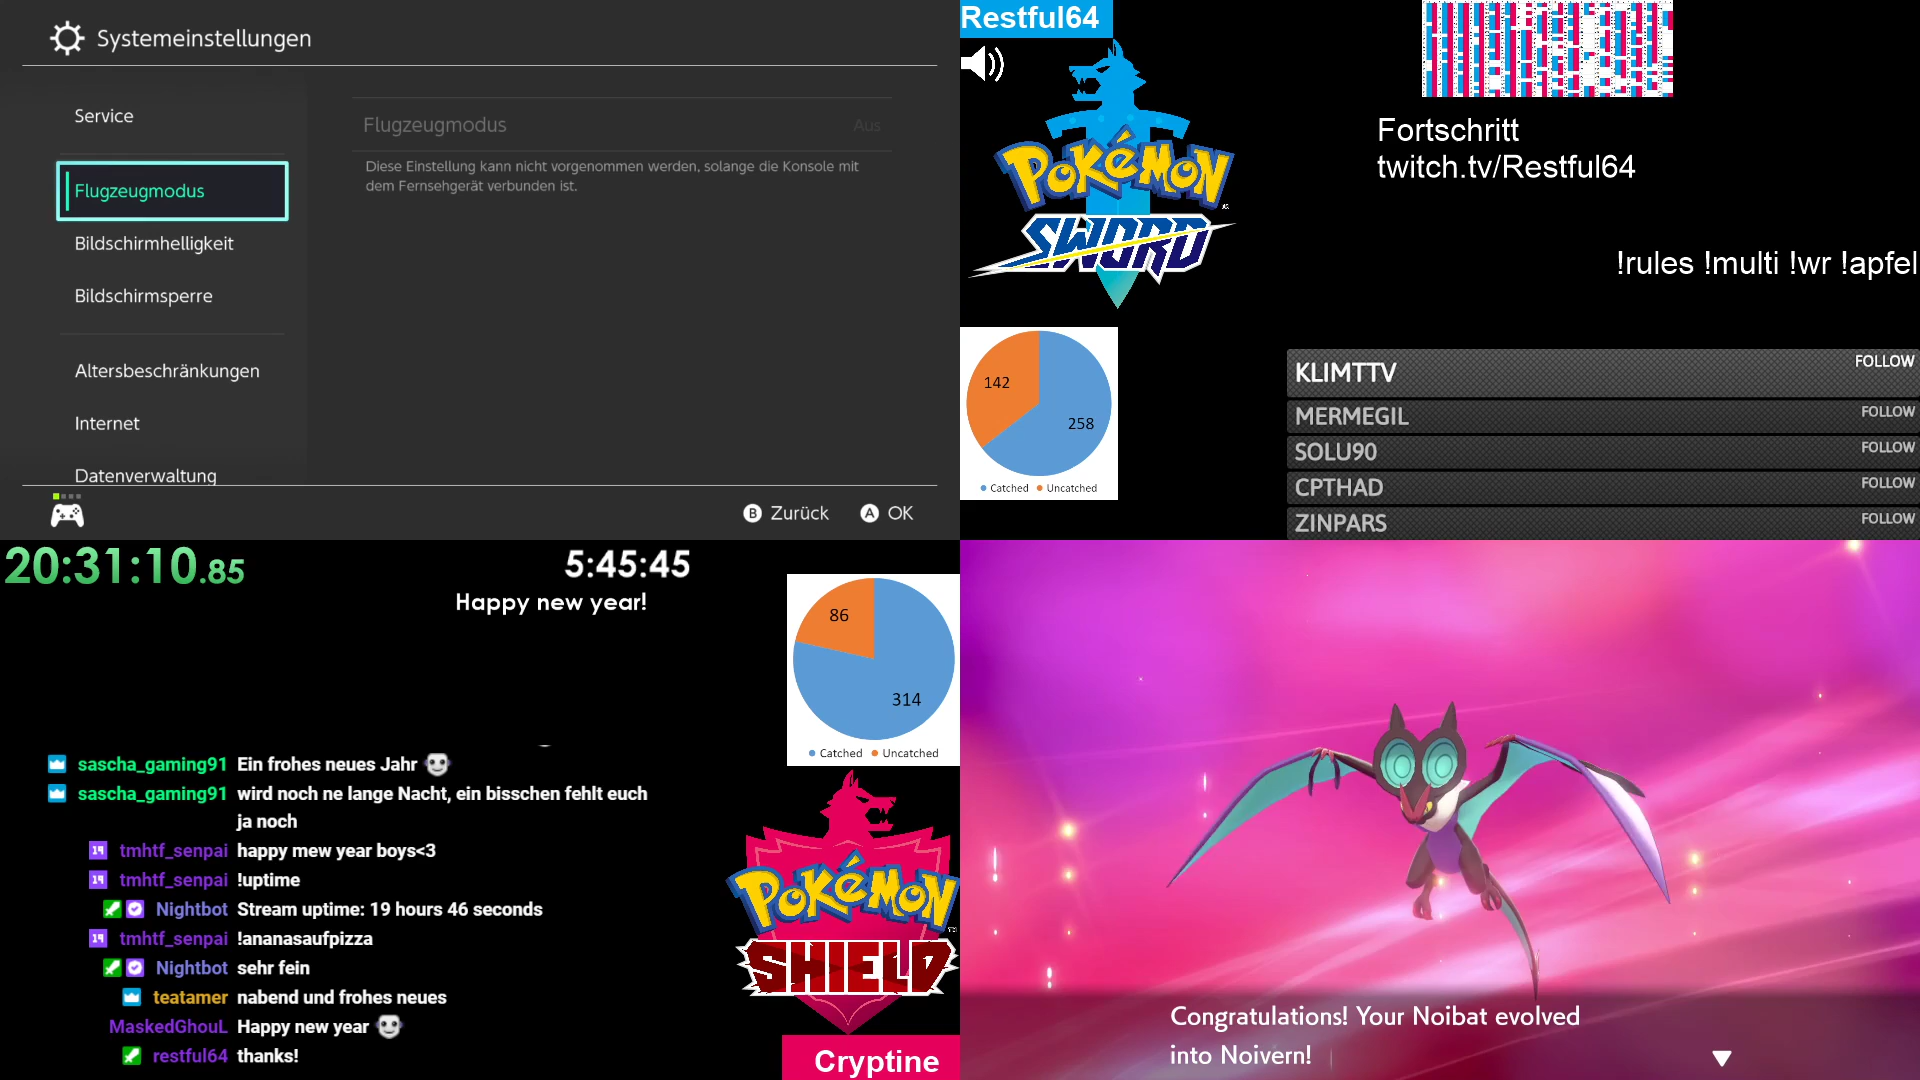 Systemeinstellungen
Service
Flugzeugmodus
Bildschirmhelligkeit
Bildschirmsperre
Altersbeschränkungen
Internet
Datenverwaltung
Flugzeugmodus Aus
Diese Einstellung kann nicht vorgenommen werden, solange die Konsole mit
dem Fernsehgerät verbunden ist.
B Zurück A OK
Restful64
POKÉMON
SWORD
142
258
Catched Uncatched
Fortschritt
twitch.tv/Restful64
!rules !multi !wr !apfel
KLIMTTV FOLLOW
MERMEGIL FOLLOW
SOLU90 FOLLOW
CPTHAD FOLLOW
ZINPARS FOLLOW
20:31:10.85
5:45:45
Happy new year!
86
314
Catched Uncatched
sascha_gaming91 Ein frohes neues Jahr
sascha_gaming91 wird noch ne lange Nacht, ein bisschen fehlt euch
ja noch
tmhtf_senpai happy mew year boys<3
tmhtf_senpai !uptime
Nightbot Stream uptime: 19 hours 46 seconds
tmhtf_senpai !ananasaufpizza
Nightbot sehr fein
teatamer nabend und frohes neues
MaskedGhouL Happy new year
restful64 thanks!
POKÉMON
SHIELD
Cryptine
Congratulations! Your Noibat evolved
into Noivern!